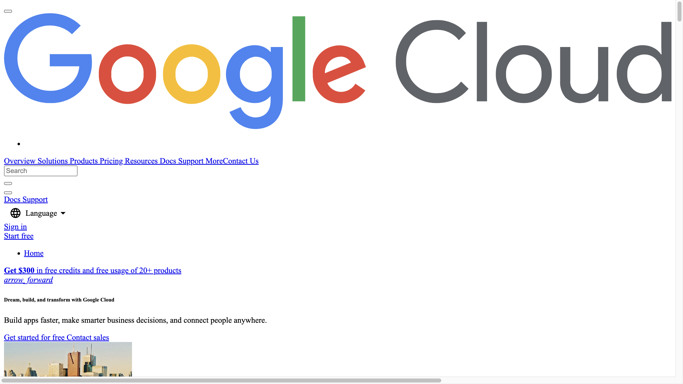 Google Cloud
Overview Solutions Products Pricing Resources Docs Support MoreContact Us
Search
Docs Support
Language
Sign in
Start free
Home
Get $300 in free credits and free usage of 20+ products
arrow_forward
Dream, build, and transform with Google Cloud
Build apps faster, make smarter business decisions, and connect people anywhere.
Get started for free Contact sales